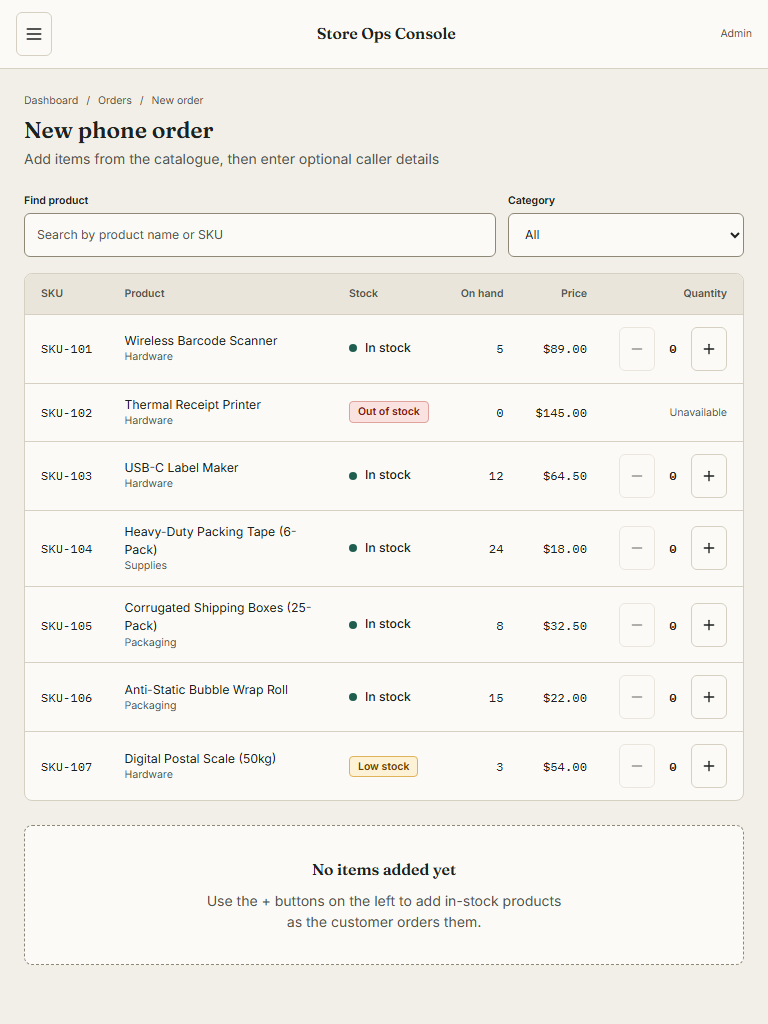 Store Ops Console
Admin
Dashboard / Orders / New order
New phone order
Add items from the catalogue, then enter optional caller details
Find product
Category
Search by product name or SKU
All
SKU Product Stock On hand Price Quantity
SKU-101 Wireless Barcode Scanner In stock 5 $89.00 − 0 +
Hardware
SKU-102 Thermal Receipt Printer Out of stock 0 $145.00 Unavailable
Hardware
SKU-103 USB-C Label Maker In stock 12 $64.50 − 0 +
Hardware
SKU-104 Heavy-Duty Packing Tape (6- In stock 24 $18.00 − 0 +
Pack)
Supplies
SKU-105 Corrugated Shipping Boxes (25- In stock 8 $32.50 − 0 +
Pack)
Packaging
SKU-106 Anti-Static Bubble Wrap Roll In stock 15 $22.00 − 0 +
Packaging
SKU-107 Digital Postal Scale (50kg) Low stock 3 $54.00 − 0 +
Hardware
No items added yet
Use the + buttons on the left to add in-stock products
as the customer orders them.